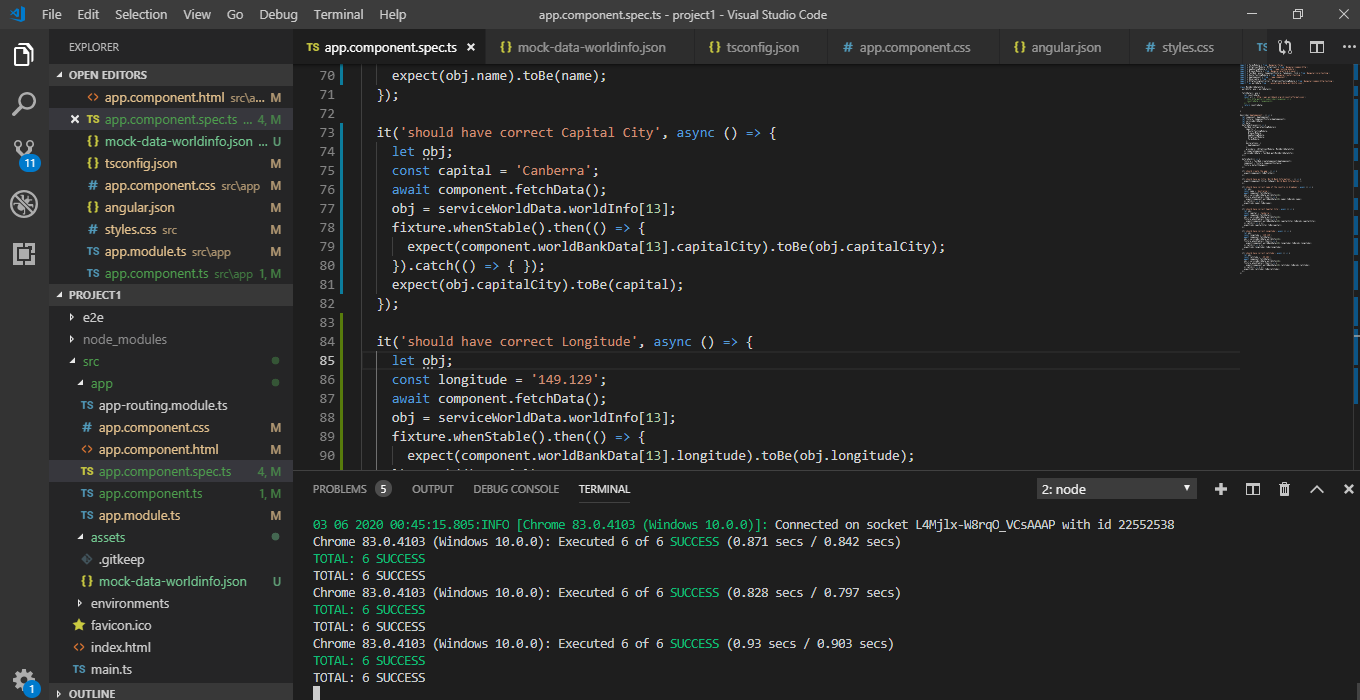 File Edit Selection View Go Debug Terminal Help
app.component.spec.ts - project1 - Visual Studio Code
EXPLORER
OPEN EDITORS
<> app.component.html src\a... M
TS app.component.spec.ts ... 4, M
{} mock-data-worldinfo.json ... U
{} tsconfig.json M
# app.component.css src\app M
{} angular.json M
# styles.css src M
TS app.module.ts src\app M
TS app.component.ts src\app 1, M
PROJECT1
e2e
node_modules
src
app
TS app-routing.module.ts
# app.component.css M
<> app.component.html M
TS app.component.spec.ts 4, M
TS app.component.ts 1, M
TS app.module.ts M
assets
.gitkeep
{} mock-data-worldinfo.json U
environments
favicon.ico
<> index.html
TS main.ts
OUTLINE
11
1
TS app.component.spec.ts × {} mock-data-worldinfo.json {} tsconfig.json # app.component.css {} angular.json # styles.css TS
70 expect(obj.name).toBe(name);
71 });
72
73 it('should have correct Capital City', async () => {
74 let obj;
75 const capital = 'Canberra';
76 await component.fetchData();
77 obj = serviceWorldData.worldInfo[13];
78 fixture.whenStable().then(() => {
79 expect(component.worldBankData[13].capitalCity).toBe(obj.capitalCity);
80 }).catch(() => { });
81 expect(obj.capitalCity).toBe(capital);
82 });
83
84 it('should have correct Longitude', async () => {
85 let obj;
86 const longitude = '149.129';
87 await component.fetchData();
88 obj = serviceWorldData.worldInfo[13];
89 fixture.whenStable().then(() => {
90 expect(component.worldBankData[13].longitude).toBe(obj.longitude);
PROBLEMS 5 OUTPUT DEBUG CONSOLE TERMINAL 2: node
03 06 2020 00:45:15.805:INFO [Chrome 83.0.4103 (Windows 10.0.0)]: Connected on socket L4Mjlx-W8rqO_VCsAAAP with id 22552538
Chrome 83.0.4103 (Windows 10.0.0): Executed 6 of 6 SUCCESS (0.871 secs / 0.842 secs)
TOTAL: 6 SUCCESS
TOTAL: 6 SUCCESS
Chrome 83.0.4103 (Windows 10.0.0): Executed 6 of 6 SUCCESS (0.828 secs / 0.797 secs)
TOTAL: 6 SUCCESS
TOTAL: 6 SUCCESS
Chrome 83.0.4103 (Windows 10.0.0): Executed 6 of 6 SUCCESS (0.93 secs / 0.903 secs)
TOTAL: 6 SUCCESS
TOTAL: 6 SUCCESS